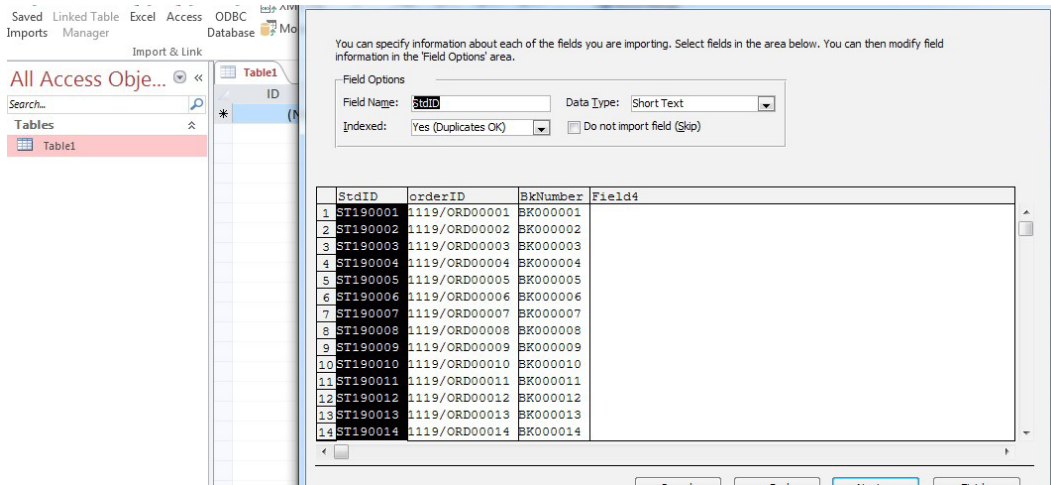 Saved Linked Table Excel Access ODBC
Imports Manager Database
Import & Link
All Access Obje... «
Search...
Tables
Table1
Table1
ID
You can specify information about each of the fields you are importing. Select fields in the area below. You can then modify field
information in the 'Field Options' area.
Field Options
Field Name: StdID Data Type: Short Text
Indexed: Yes (Duplicates OK) Do not import field (Skip)
StdID orderID BkNumber Field4
1 ST190001 1119/ORD00001 BK000001
2 ST190002 1119/ORD00002 BK000002
3 ST190003 1119/ORD00003 BK000003
4 ST190004 1119/ORD00004 BK000004
5 ST190005 1119/ORD00005 BK000005
6 ST190006 1119/ORD00006 BK000006
7 ST190007 1119/ORD00007 BK000007
8 ST190008 1119/ORD00008 BK000008
9 ST190009 1119/ORD00009 BK000009
10 ST190010 1119/ORD00010 BK000010
11 ST190011 1119/ORD00011 BK000011
12 ST190012 1119/ORD00012 BK000012
13 ST190013 1119/ORD00013 BK000013
14 ST190014 1119/ORD00014 BK000014